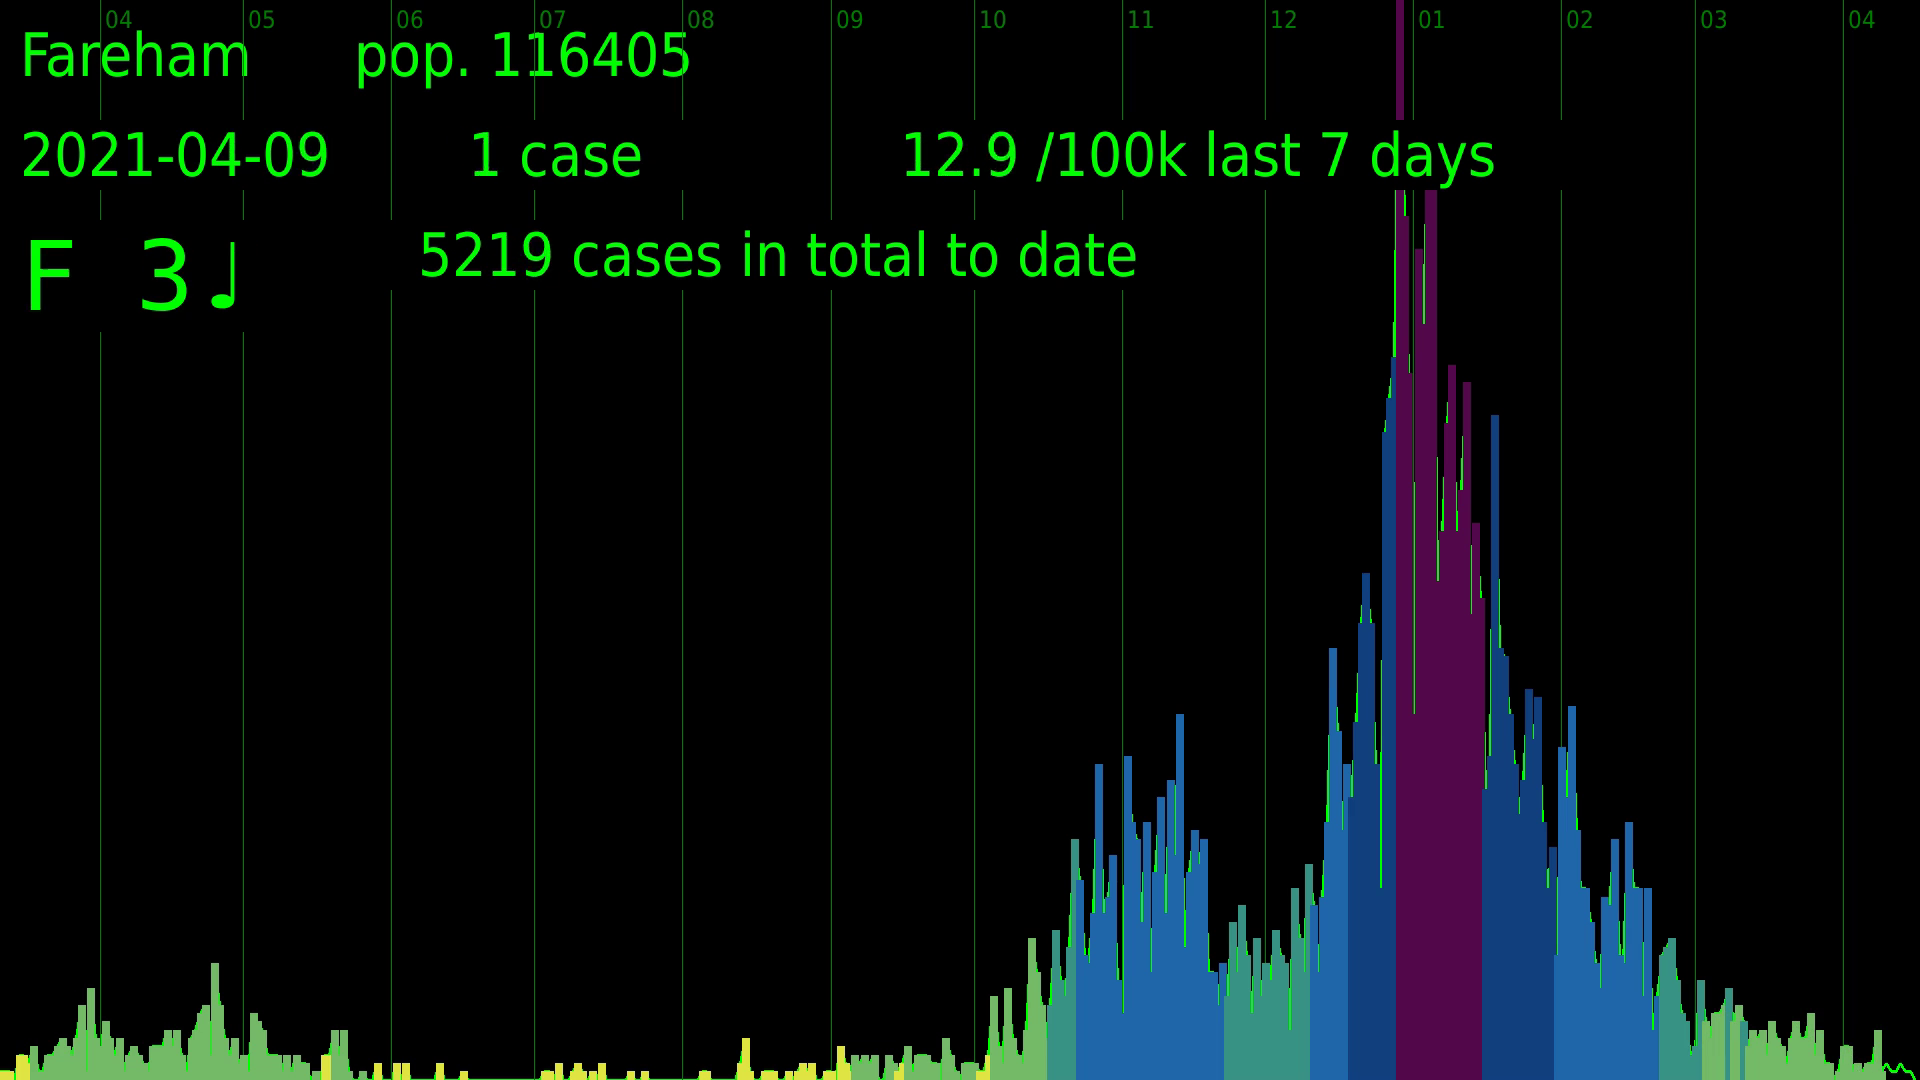 04 05 06 07 08 09 10 11 12 01 02 03 04
Fareham pop. 116405
2021-04-09 1 case 12.9 /100k last 7 days
F 3♩ 5219 cases in total to date